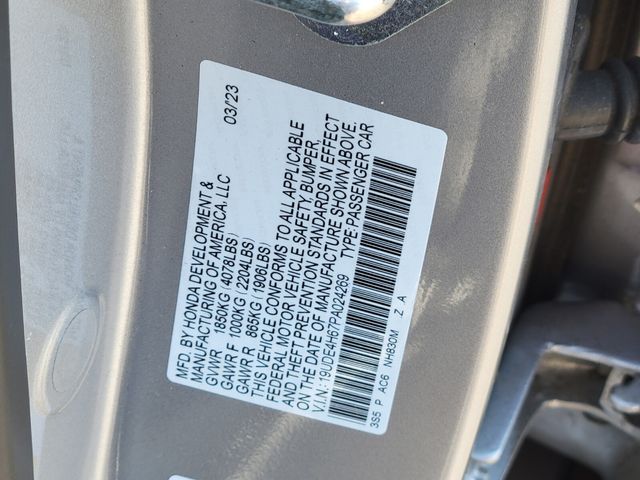 MFD. BY HONDA DEVELOPMENT &
MANUFACTURING OF AMERICA, LLC 03/23
GVWR 1850KG (4078LBS)
GAWR F 1000KG (2204LBS)
GAWR R 865KG (1906LBS)
THIS VEHICLE CONFORMS TO ALL APPLICABLE
FEDERAL MOTOR VEHICLE SAFETY, BUMPER,
AND THEFT PREVENTION STANDARDS IN EFFECT
ON THE DATE OF MANUFACTURE SHOWN ABOVE.
V.I.N.: 19UDE4H67PA024269 TYPE:PASSENGER CAR
3S5 P AC6 NH830M Z A